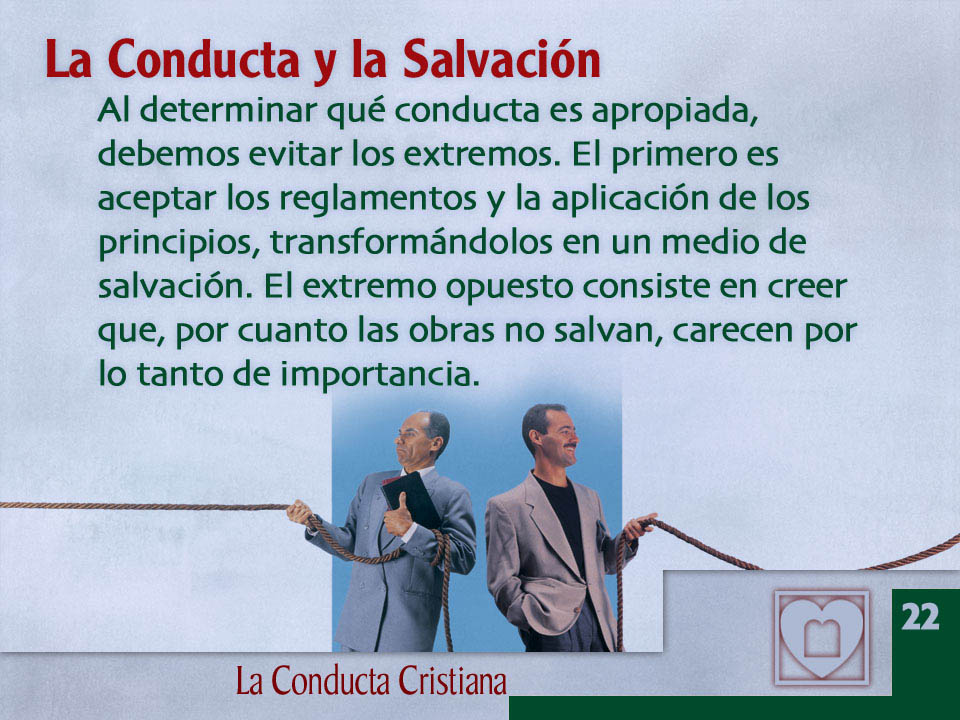 La Conducta y la Salvación
Al determinar qué conducta es apropiada,
debemos evitar los extremos. El primero es
aceptar los reglamentos y la aplicación de los
principios, transformándolos en un medio de
salvación. El extremo opuesto consiste en creer
que, por cuanto las obras no salvan, carecen por
lo tanto de importancia.
22
La Conducta Cristiana